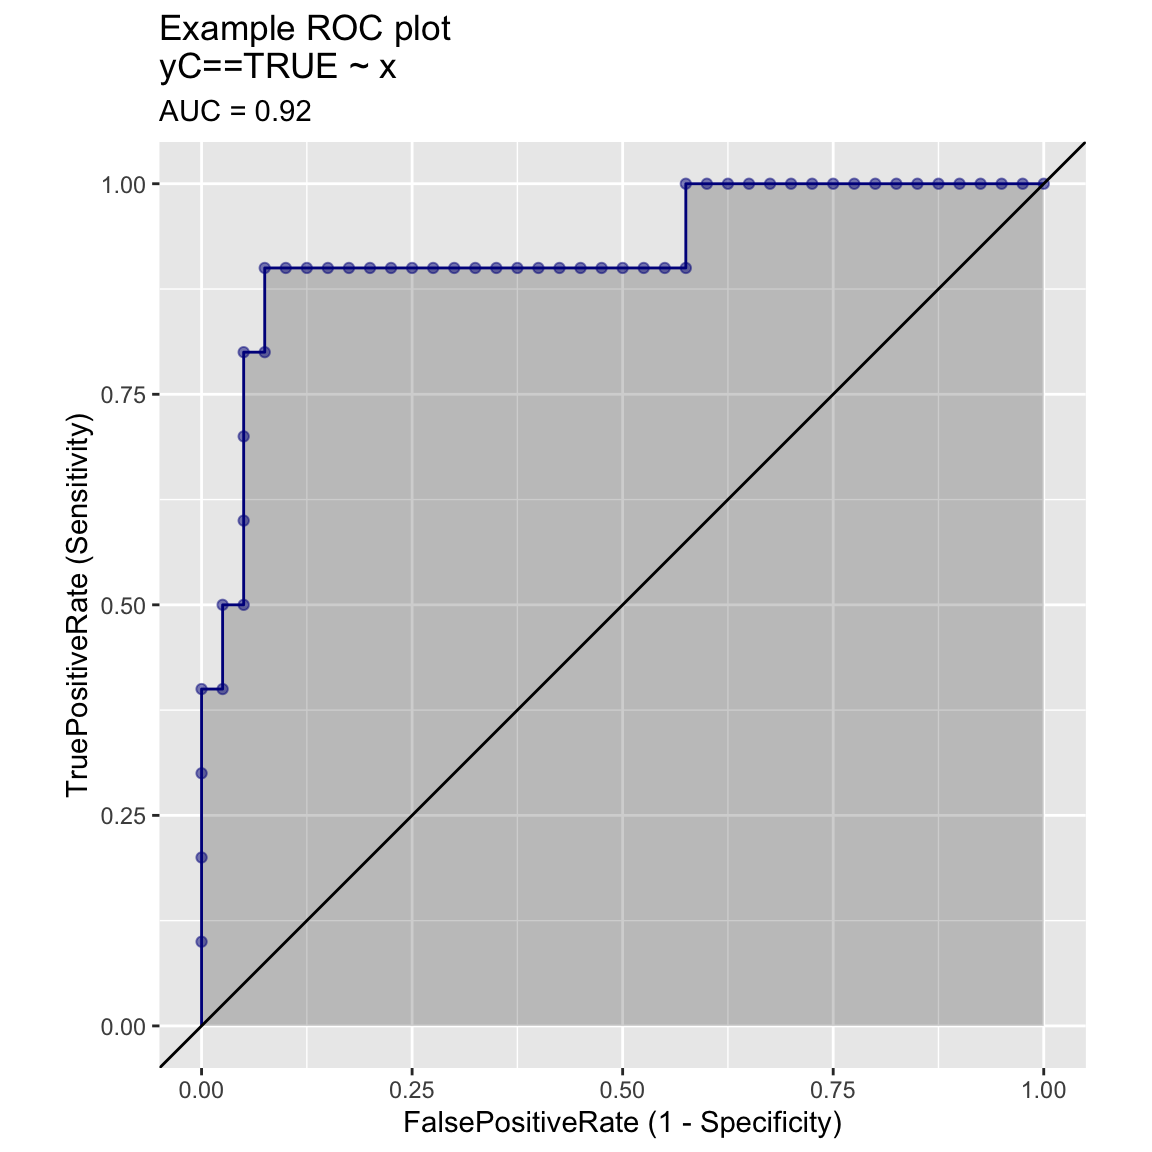 Example ROC plot
yC==TRUE ~ x
AUC = 0.92
1.00
0.75
0.50
0.25
0.00
TruePositiveRate (Sensitivity)
0.00 0.25 0.50 0.75 1.00
FalsePositiveRate (1 - Specificity)